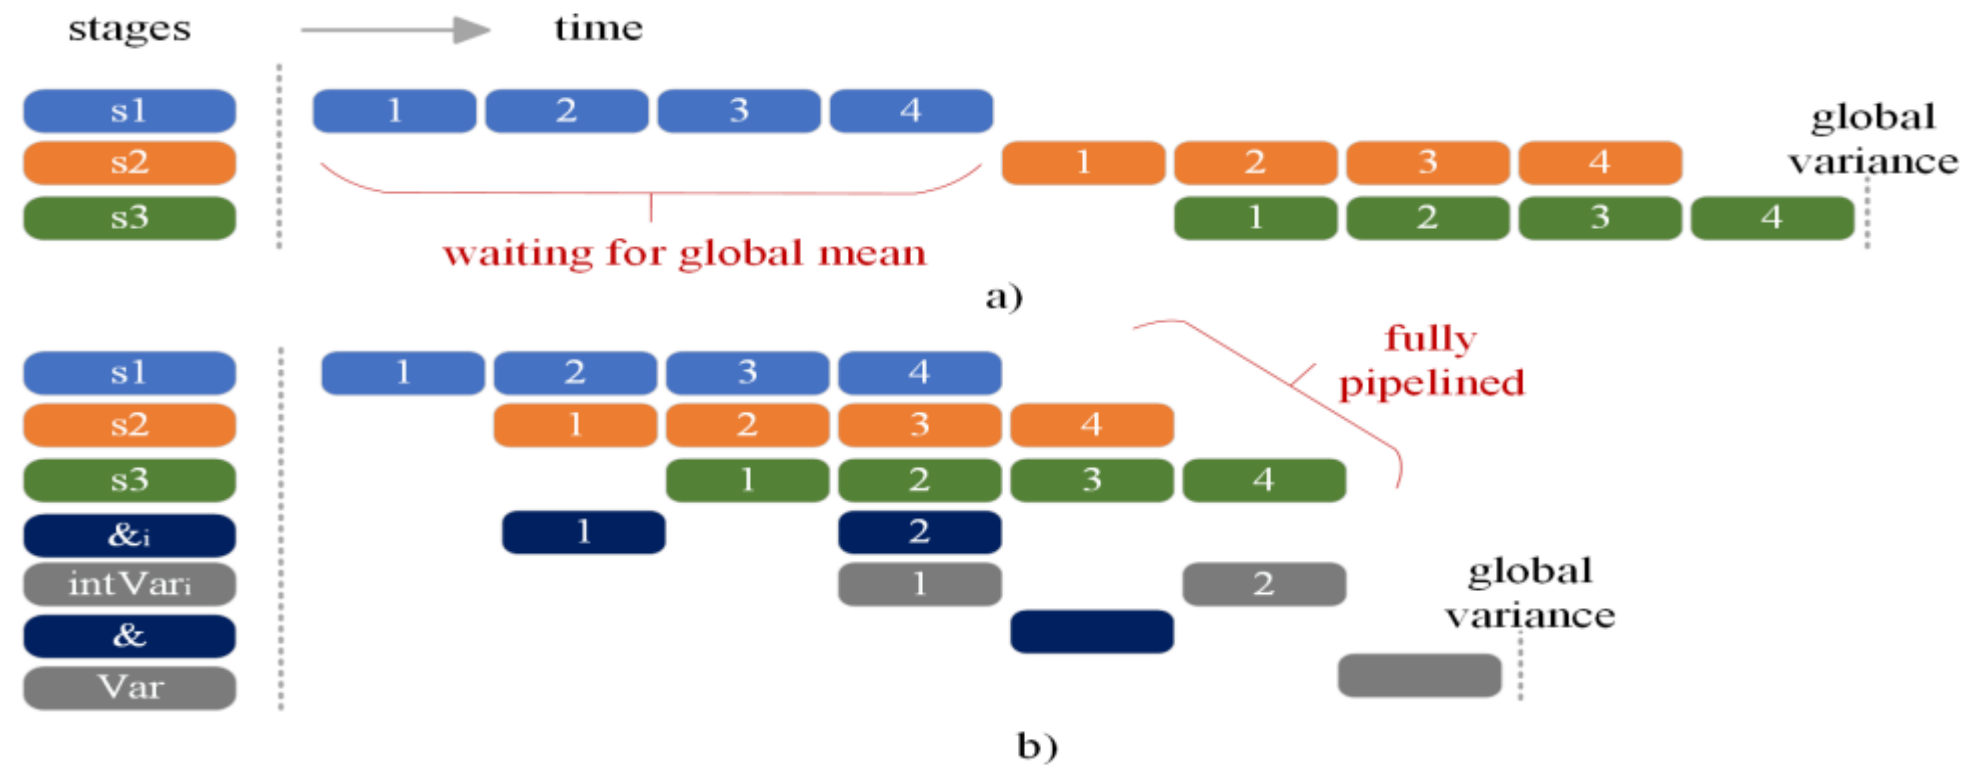 stages time
s1 1 2 3 4
global
variance
s2 1 2 3 4
s3 1 2 3 4
waiting for global mean
a)
fully
pipelined
s1 1 2 3 4
s2 1 2 3 4
s3 1 2 3 4
&i 1 2
intVari 1 2
global
variance
&
Var
b)